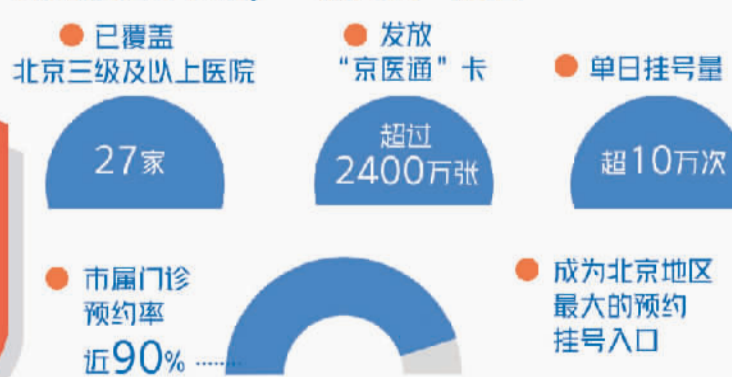 已覆盖
北京三级及以上医院
27家
发放
“京医通”卡
超过
2400万张
单日挂号量
超10万次
市属门诊
预约率
近90%
成为北京地区
最大的预约
挂号入口